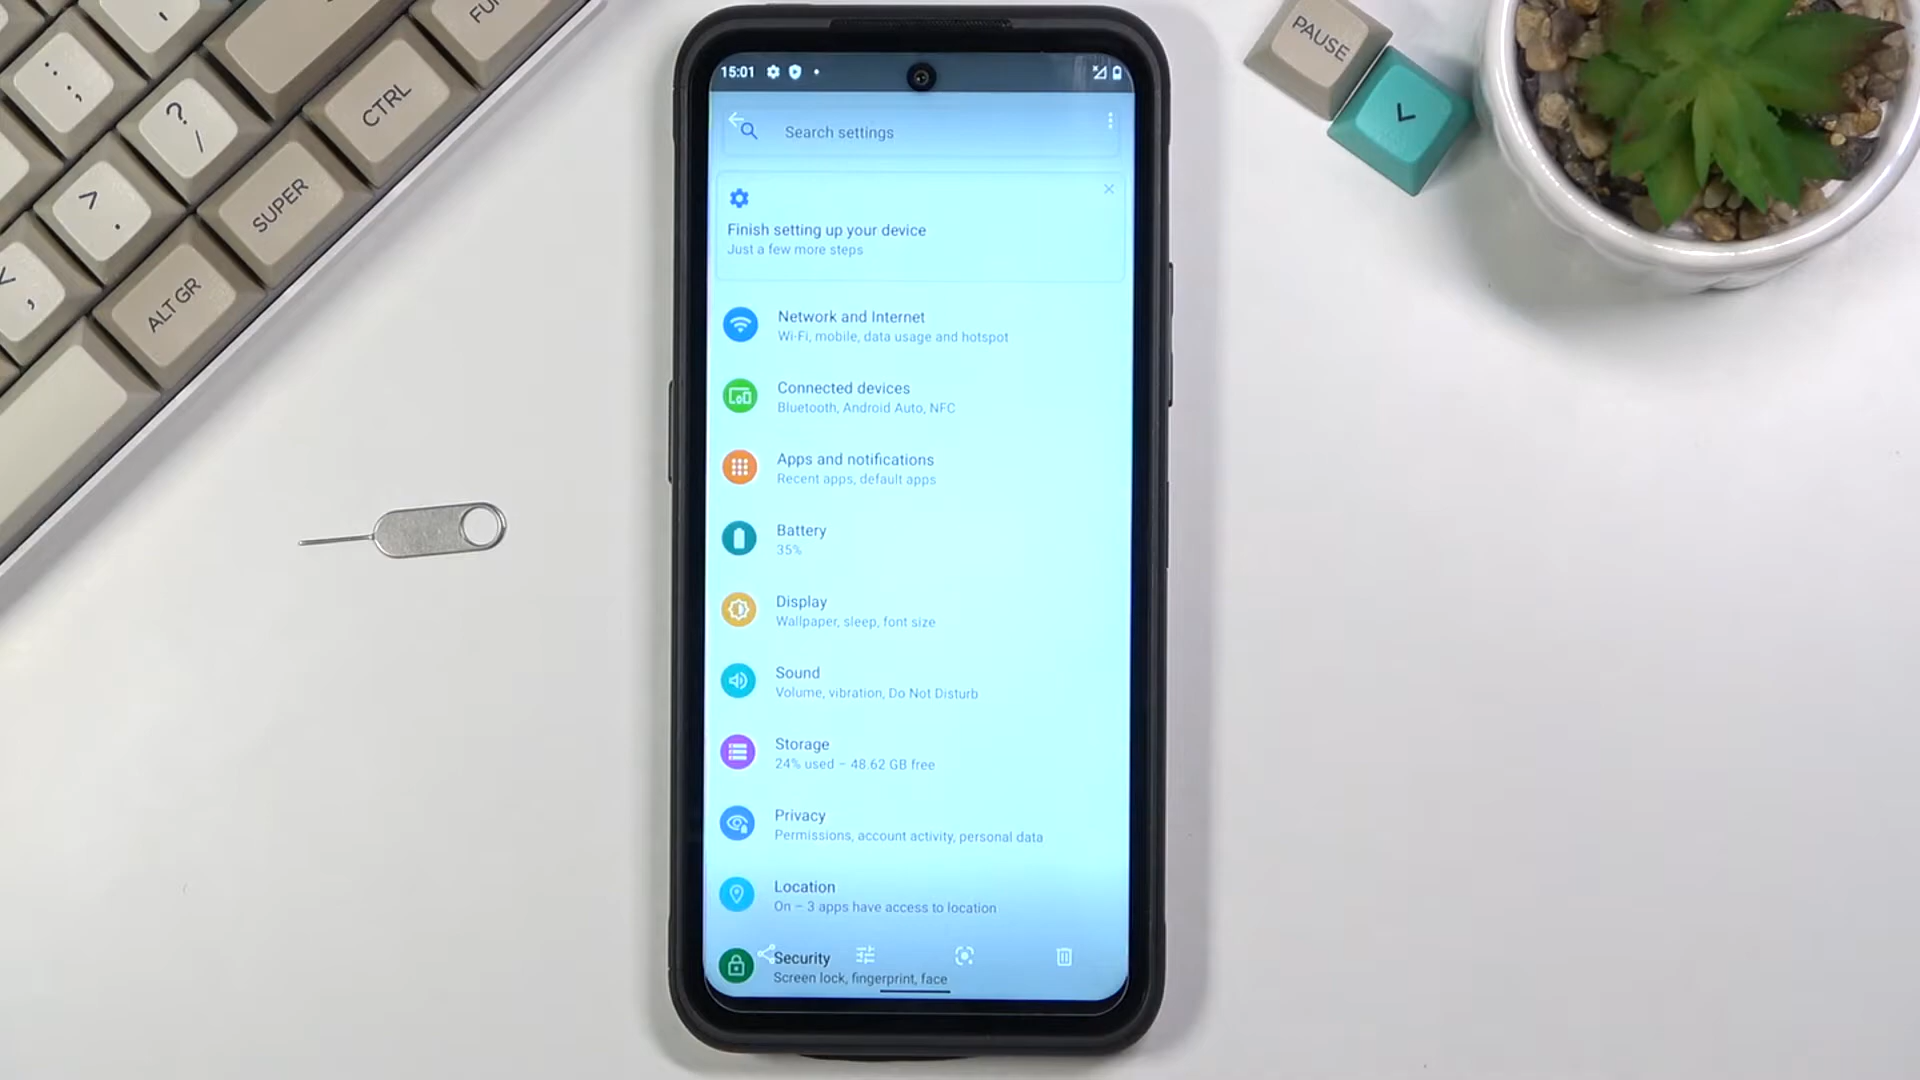 PAUSE
FU
CTRL
?
/
;
:
>
.
SUPER
,
ALT GR
15:01
Search settings
Finish setting up your device
Just a few more steps
Network and Internet
Wi-Fi, mobile, data usage and hotspot
Connected devices
Bluetooth, Android Auto, NFC
Apps and notifications
Recent apps, default apps
Battery
35%
Display
Wallpaper, sleep, font size
Sound
Volume, vibration, Do Not Disturb
Storage
24% used – 48.62 GB free
Privacy
Permissions, account activity, personal data
Location
On – 3 apps have access to location
Security
Screen lock, fingerprint, face